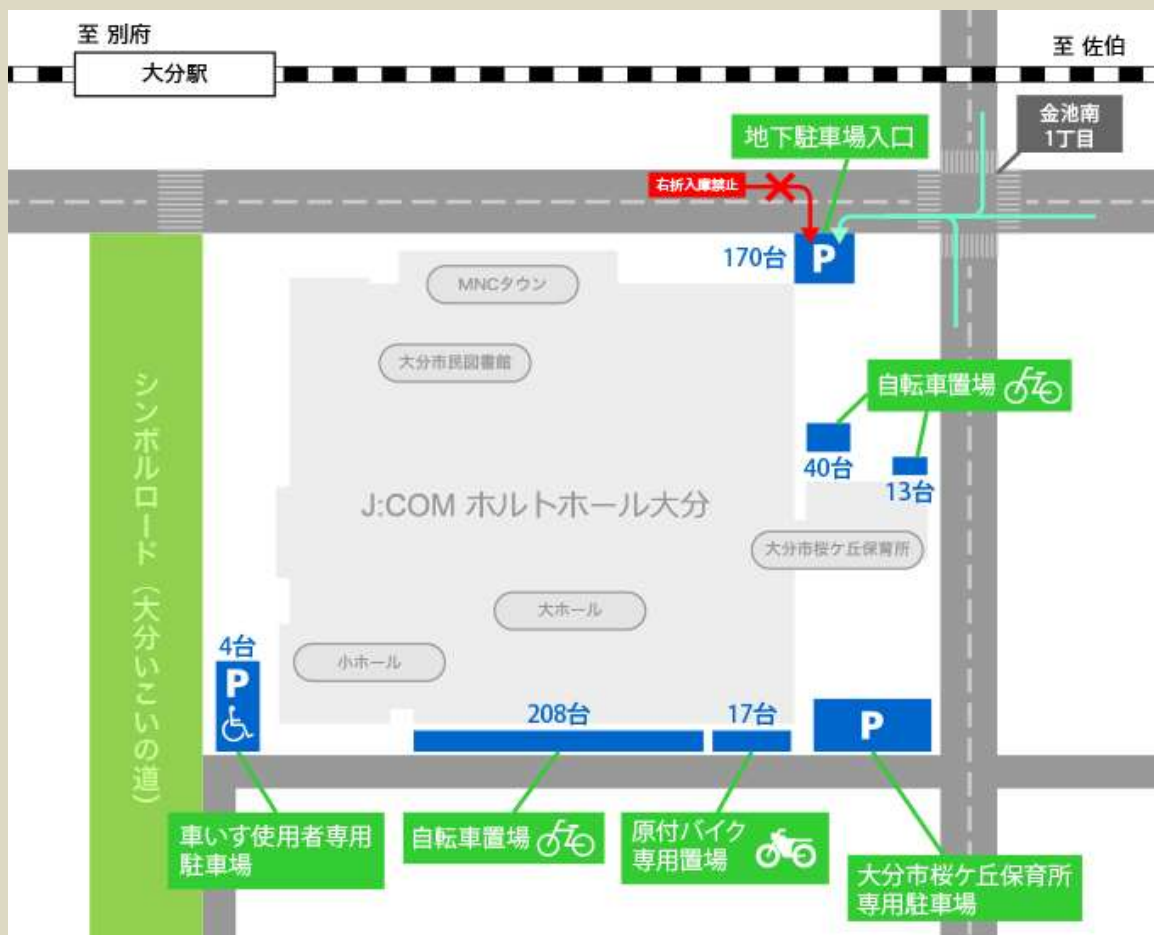 至 別府
大分駅
至 佐伯
金池南
1丁目
地下駐車場入口
右折入庫禁止
170台
P
MNCタウン
大分市民図書館
自転車置場
40台
13台
シンボルロード（大分いこいの道）
J:COM ホルトホール大分
大分市桜ケ丘保育所
大ホール
小ホール
4台
P
208台
17台
P
車いす使用者専用
駐車場
自転車置場
原付バイク
専用置場
大分市桜ケ丘保育所
専用駐車場